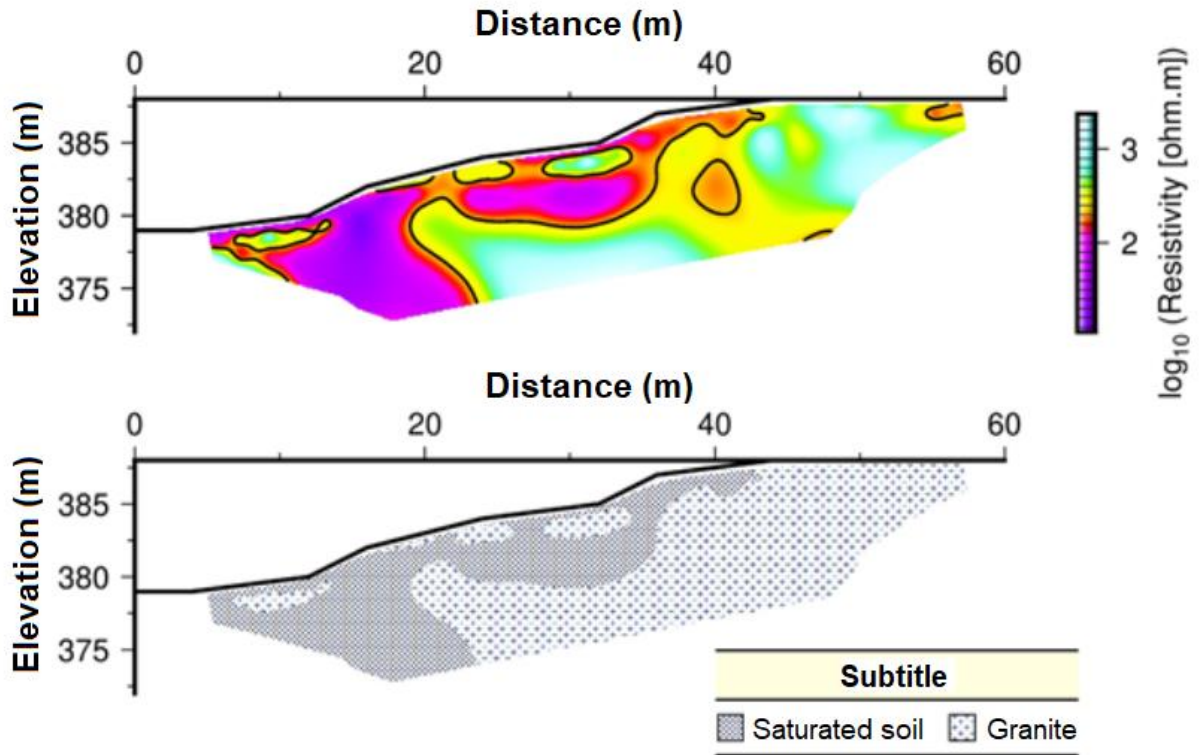 Distance (m)
0 20 40 60
Elevation (m)
385
380
375
3
2
log10 (Resistivity [ohm.m])
Distance (m)
0 20 40 60
Elevation (m)
385
380
375
Subtitle
Saturated soil Granite